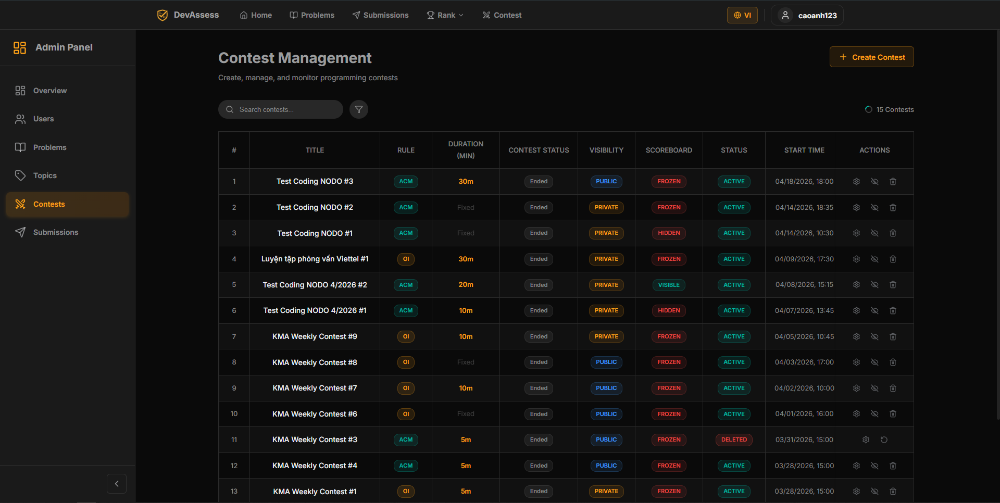 DevAssess Home Problems Submissions Rank Contest VI caoanh123
Admin Panel
Overview
Users
Problems
Topics
Contests
Submissions
Contest Management
Create Contest
Create, manage, and monitor programming contests
Search contests...
15 Contests
# TITLE RULE DURATION (MIN) CONTEST STATUS VISIBILITY SCOREBOARD STATUS START TIME ACTIONS
1 Test Coding NODO #3 ACM 30m Ended PUBLIC FROZEN ACTIVE 04/18/2026, 18:00
2 Test Coding NODO #2 ACM Fixed Ended PRIVATE FROZEN ACTIVE 04/14/2026, 18:35
3 Test Coding NODO #1 ACM Fixed Ended PRIVATE HIDDEN ACTIVE 04/14/2026, 10:30
4 Luyện tập phỏng vấn Viettel #1 OI 30m Ended PRIVATE FROZEN ACTIVE 04/09/2026, 17:30
5 Test Coding NODO 4/2026 #2 ACM 20m Ended PRIVATE VISIBLE ACTIVE 04/08/2026, 15:15
6 Test Coding NODO 4/2026 #1 ACM 10m Ended PRIVATE HIDDEN ACTIVE 04/07/2026, 13:45
7 KMA Weekly Contest #9 OI 10m Ended PRIVATE FROZEN ACTIVE 04/05/2026, 10:45
8 KMA Weekly Contest #8 OI Fixed Ended PUBLIC FROZEN ACTIVE 04/03/2026, 17:00
9 KMA Weekly Contest #7 OI 10m Ended PUBLIC FROZEN ACTIVE 04/02/2026, 10:00
10 KMA Weekly Contest #6 OI Fixed Ended PUBLIC FROZEN ACTIVE 04/01/2026, 16:00
11 KMA Weekly Contest #3 ACM 5m Ended PUBLIC FROZEN DELETED 03/31/2026, 15:00
12 KMA Weekly Contest #4 ACM 5m Ended PUBLIC FROZEN ACTIVE 03/28/2026, 15:00
13 KMA Weekly Contest #1 OI 5m Ended PRIVATE FROZEN ACTIVE 03/28/2026, 15:00